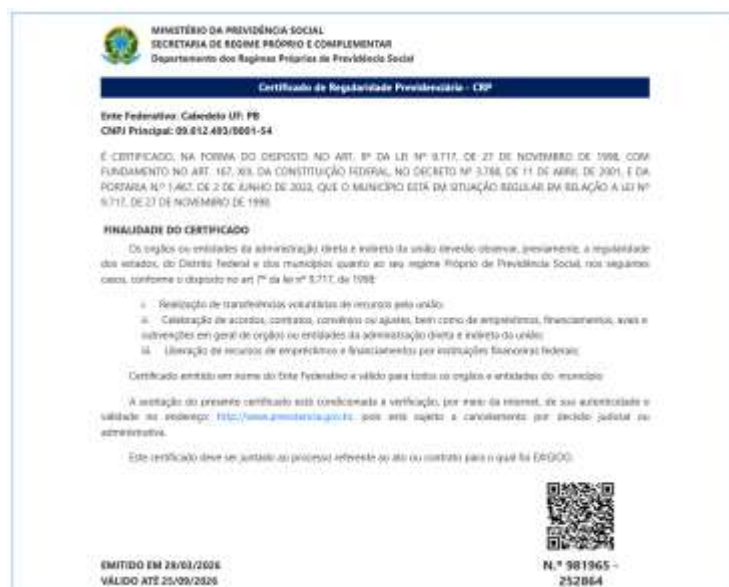 MINISTÉRIO DA PREVIDÊNCIA SOCIAL
SECRETARIA DE REGIME PRÓPRIO E COMPLEMENTAR
Departamento dos Regimes Próprios de Previdência Social
Certificado de Regularidade Previdenciária - CRP
Ente Federativo: Cabedelo UF: PB
CNPJ Principal: 09.012.493/0001-54
É CERTIFICADO, NA FORMA DO DISPOSTO NO ART. 9º DA LEI Nº 9.717, DE 27 DE NOVEMBRO DE 1998, COM
FUNDAMENTO NO ART. 167, XIII, DA CONSTITUIÇÃO FEDERAL, NO DECRETO Nº 3.788, DE 11 DE ABRIL DE 2001, E DA
PORTARIA N.º 1.467, DE 2 DE JUNHO DE 2022, QUE O MUNICÍPIO ESTÁ EM SITUAÇÃO REGULAR EM RELAÇÃO A LEI Nº
9.717, DE 27 DE NOVEMBRO DE 1998.
FINALIDADE DO CERTIFICADO
Os orgãos ou entidades da administração direta e indireta da união deverão observar, previamente, a regularidade
dos estados, do Distrito Federal e dos municípios quanto ao seu regime Próprio de Previdência Social, nos seguintes
casos, conforme o disposto no art 7º da lei nº 9.717, de 1998:
i. Realização de transferências voluntárias de recursos pela união;
ii. Celebração de acordos, contratos, convênios ou ajustes, bem como de empréstimos, financiamentos, avais e
subvenções em geral de orgãos ou entidades da administração direta e indireta da união;
iii. Liberação de recursos de empréstimos e financiamentos por instituições financeiras federais;
Certificado emitido em nome do Ente Federativo e válido para todos os orgãos e entidades do município
A aceitação do presente certificado está condicionada a verificação, por meio da internet, de sua autenticidade e
validade no endereço: http://www.previdencia.gov.br, pois está sujeito a cancelamento por decisão judicial ou
administrativa.
Este certificado deve ser juntado ao processo referente ao ato ou contrato para o qual foi EXIGIDO.
EMITIDO EM 29/03/2026
VÁLIDO ATÉ 25/09/2026
N.º 981965 -
252864